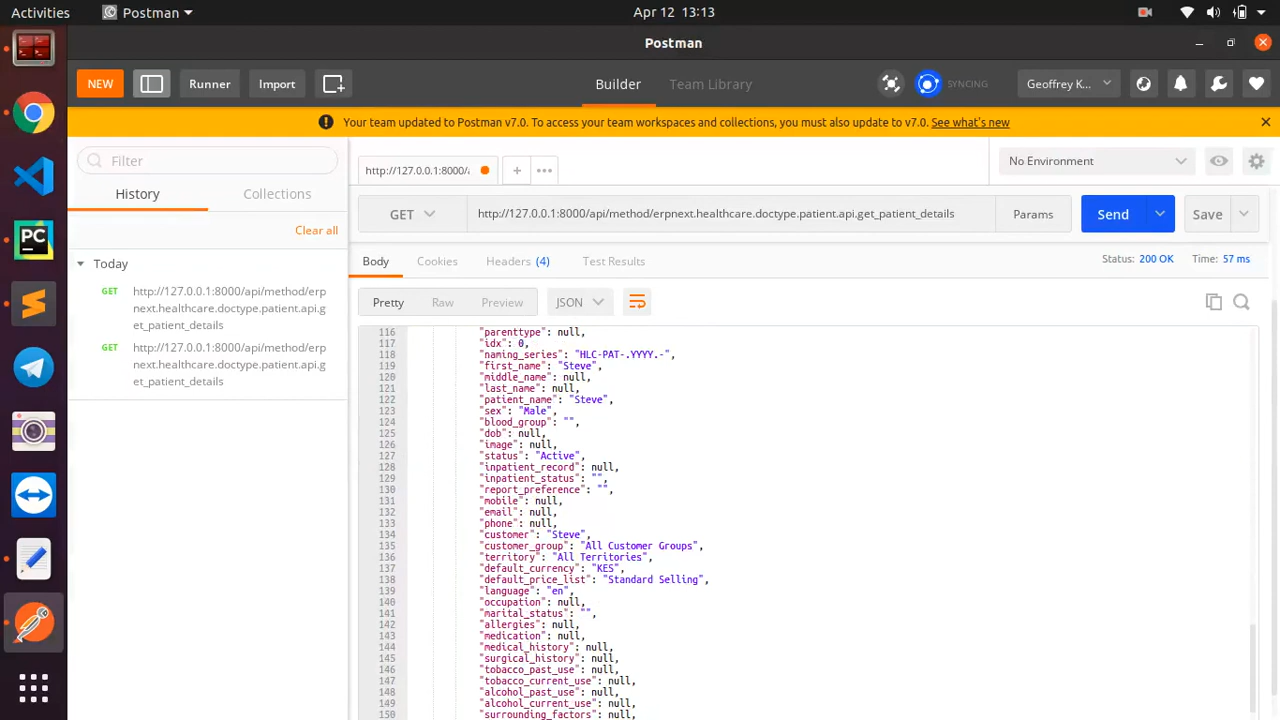 Activities
Postman
Apr 12 13:13
Postman
NEW
Runner
Import
Builder
Team Library
SYNCING
Geoffrey K...
Your team updated to Postman v7.0. To access your team workspaces and collections, you must also update to v7.0. See what's new
Filter
History
Collections
Clear all
Today
GET http://127.0.0.1:8000/api/method/erp
next.healthcare.doctype.patient.api.g
et_patient_details
GET http://127.0.0.1:8000/api/method/erp
next.healthcare.doctype.patient.api.g
et_patient_details
http://127.0.0.1:8000/
No Environment
GET
http://127.0.0.1:8000/api/method/erpnext.healthcare.doctype.patient.api.get_patient_details
Params
Send
Save
Body
Cookies
Headers (4)
Test Results
Status: 200 OK
Time: 57 ms
Pretty
Raw
Preview
JSON
116 "parenttype": null,
117 "idx": 0,
118 "naming_series": "HLC-PAT-.YYYY.-",
119 "first_name": "Steve",
120 "middle_name": null,
121 "last_name": null,
122 "patient_name": "Steve",
123 "sex": "Male",
124 "blood_group": "",
125 "dob": null,
126 "image": null,
127 "status": "Active",
128 "inpatient_record": null,
129 "inpatient_status": "",
130 "report_preference": "",
131 "mobile": null,
132 "email": null,
133 "phone": null,
134 "customer": "Steve",
135 "customer_group": "All Customer Groups",
136 "territory": "All Territories",
137 "default_currency": "KES",
138 "default_price_list": "Standard Selling",
139 "language": "en",
140 "occupation": null,
141 "marital_status": "",
142 "allergies": null,
143 "medication": null,
144 "medical_history": null,
145 "surgical_history": null,
146 "tobacco_past_use": null,
147 "tobacco_current_use": null,
148 "alcohol_past_use": null,
149 "alcohol_current_use": null,
150 "surrounding_factors": null,